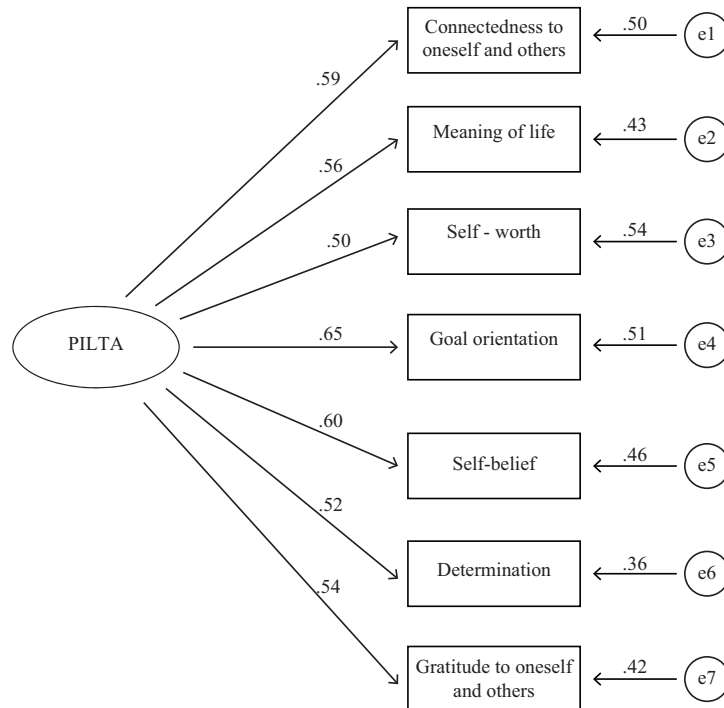 Connectedness to
oneself and others
.50
e1
.59
Meaning of life
.43
e2
.56
Self - worth
.54
e3
.50
PILTA
.65
Goal orientation
.51
e4
.60
Self-belief
.46
e5
.52
Determination
.36
e6
.54
Gratitude to oneself
and others
.42
e7